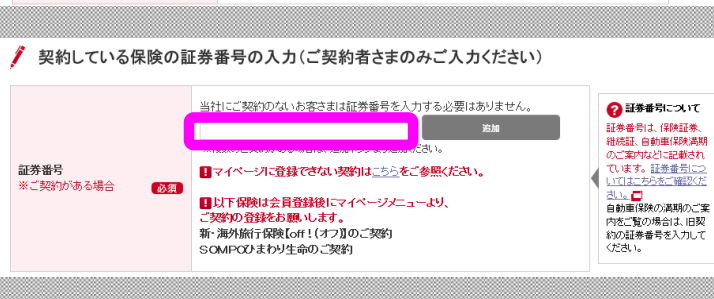 契約している保険の証券番号の入力(ご契約者さまのみご入力ください)
当社にご契約のないお客さまは証券番号を入力する必要はありません。
追加
証券番号
※ご契約がある場合
必須
マイページに登録できない契約はこちらをご参照ください。
以下保険は会員登録後にマイページメニューより、
ご契約の登録をお願いします。
新・海外旅行保険【off！(オフ)】のご契約
SOMPOひまわり生命のご契約
証券番号について
証券番号は、保険証券、
継続証、自動車保険満期
のご案内などに記載され
ています。証券番号につ
いてはこちらをご確認くだ
さい。
自動車保険の満期のご案
内をご覧の場合は、旧契
約の証券番号を入力して
ください。